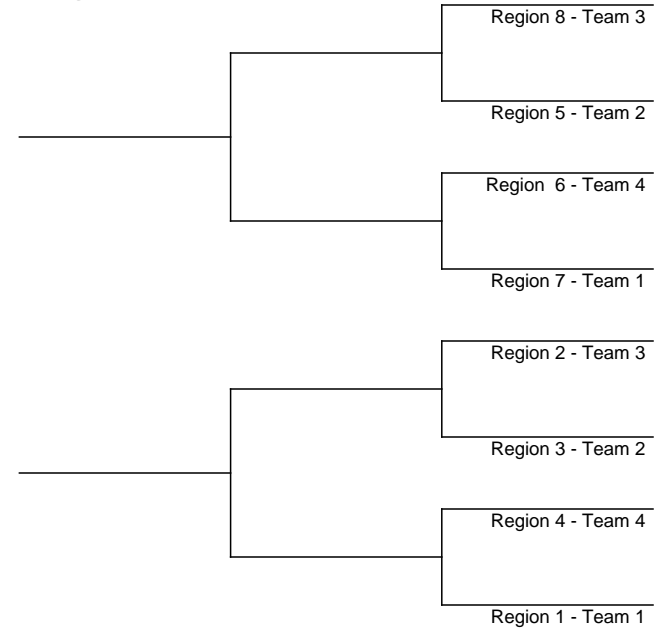 Region 8 - Team 3
Region 5 - Team 2
Region  6 - Team 4
Region 7 - Team 1
Region 2 - Team 3
Region 3 - Team 2
Region 4 - Team 4
Region 1 - Team 1